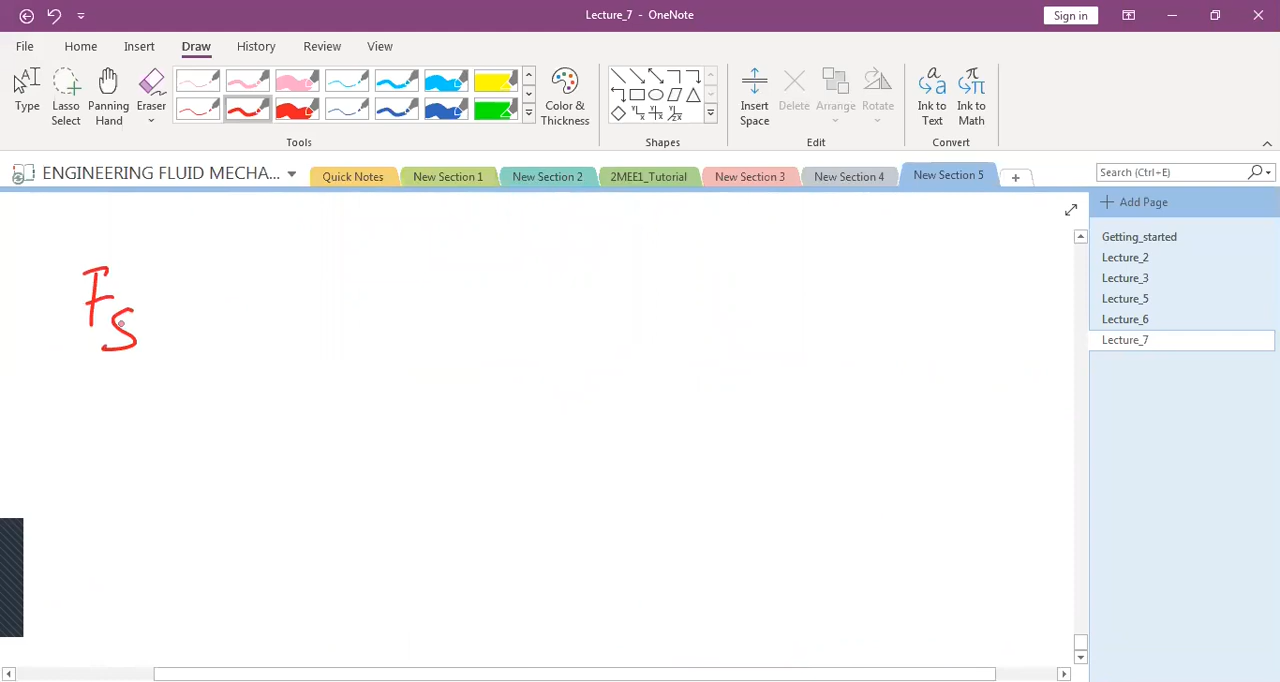 Lecture_7 - OneNote
Sign in
File Home Insert Draw History Review View
Type
Lasso Select
Panning Hand
Eraser
Color & Thickness
Insert Space
Delete
Arrange
Rotate
Ink to Text
Ink to Math
Tools Shapes Edit Convert
ENGINEERING FLUID MECHA... Quick Notes New Section 1 New Section 2 2MEE1_Tutorial New Section 3 New Section 4 New Section 5 Search (Ctrl+E)
Add Page
Getting_started
Lecture_2
Lecture_3
Lecture_5
Lecture_6
Lecture_7
Fs